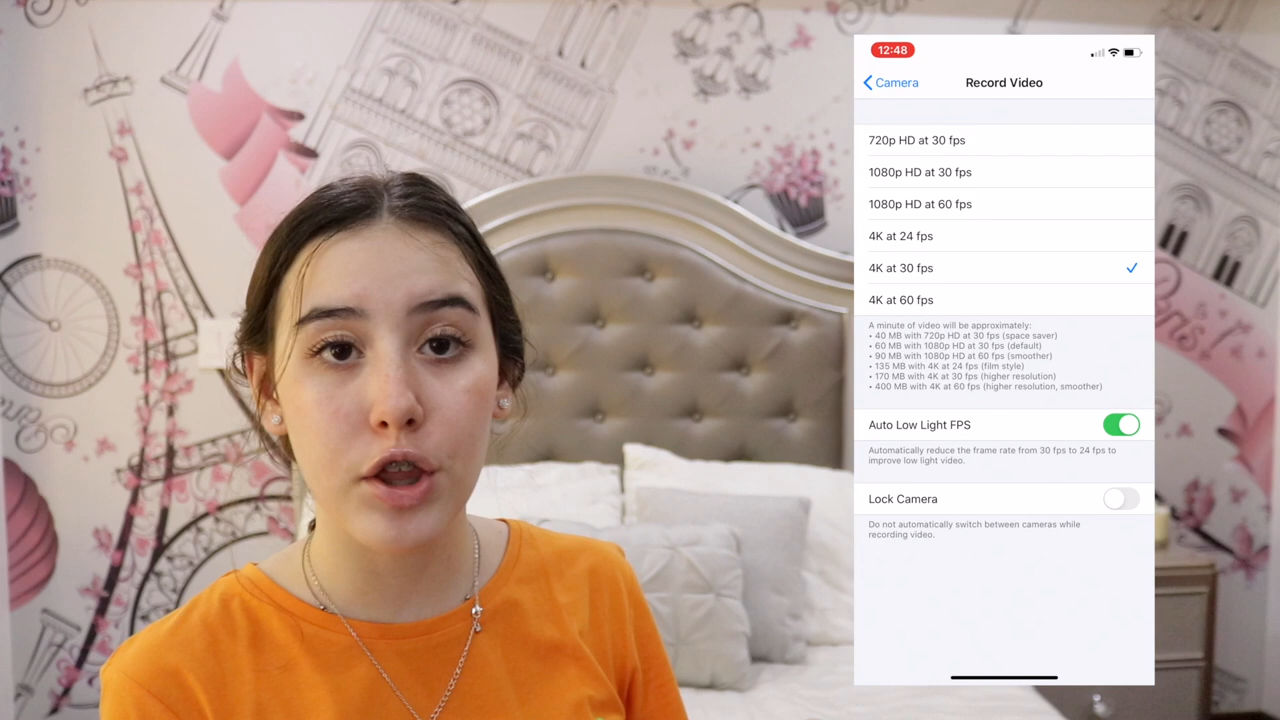 12:48
Camera
Record Video
720p HD at 30 fps
1080p HD at 30 fps
1080p HD at 60 fps
4K at 24 fps
4K at 30 fps
4K at 60 fps
A minute of video will be approximately:
• 40 MB with 720p HD at 30 fps (space saver)
• 60 MB with 1080p HD at 30 fps (default)
• 90 MB with 1080p HD at 60 fps (smoother)
• 135 MB with 4K at 24 fps (film style)
• 170 MB with 4K at 30 fps (higher resolution)
• 400 MB with 4K at 60 fps (higher resolution, smoother)
Auto Low Light FPS
Automatically reduce the frame rate from 30 fps to 24 fps to
improve low light video.
Lock Camera
Do not automatically switch between cameras while
recording video.